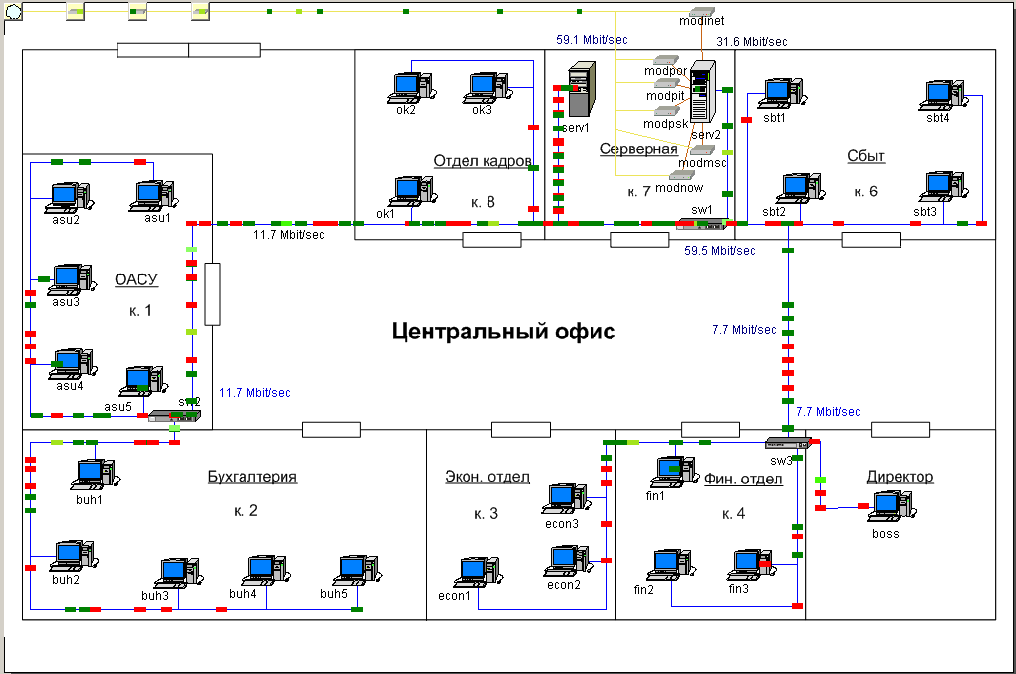 modinet
59.1 Mbit/sec
31.6 Mbit/sec
modpor
modpit
modpsk
serv1
serv2
Серверная
modmsc
к. 7
modnow
sw1
59.5 Mbit/sec
ok2
ok3
Отдел кадров
ok1
к. 8
sbt1
sbt4
Сбыт
к. 6
sbt2
sbt3
asu2
asu1
11.7 Mbit/sec
ОАСУ
asu3
к. 1
asu4
asu5
sw2
11.7 Mbit/sec
Центральный офис
7.7 Mbit/sec
7.7 Mbit/sec
sw3
Бухгалтерия
buh1
к. 2
buh2
buh3
buh4
buh5
Экон. отдел
к. 3
econ3
econ1
econ2
fin1
Фин. отдел
к. 4
fin2
fin3
Директор
boss